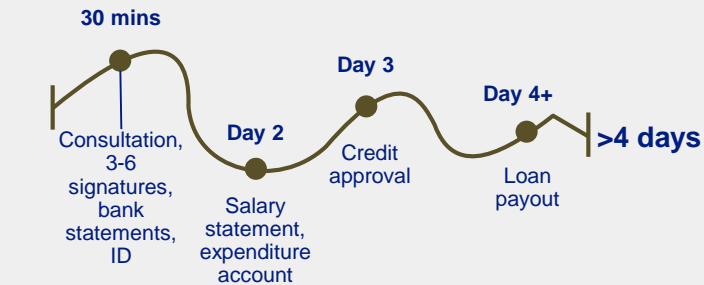 30 mins
Consultation,
3-6
signatures,
bank
statements,
ID
Day 2
Salary
statement,
expenditure
account
Day 3
Credit
approval
Day 4+
Loan
payout
>4 days